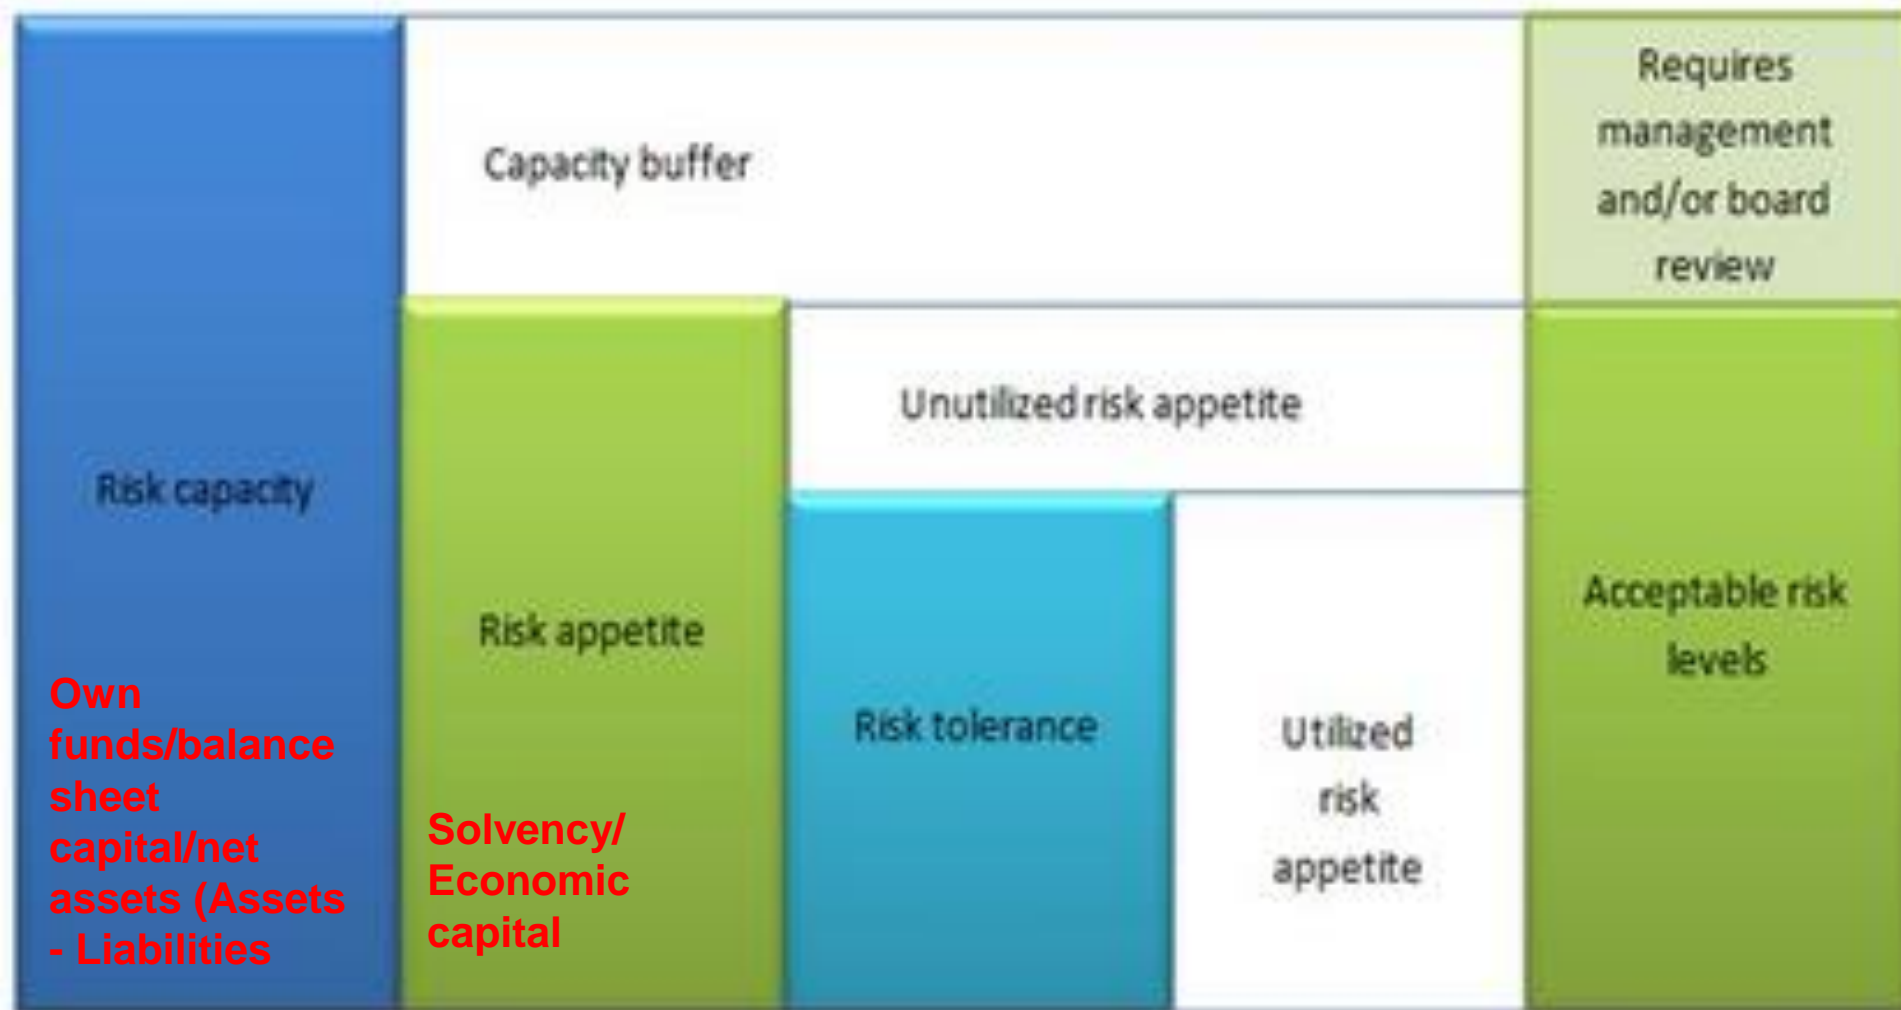 Risk capacity
Own
funds/balance
sheet
capital/net
assets (Assets
- Liabilities
Capacity buffer
Risk appetite
Solvency/
Economic
capital
Unutilized risk appetite
Risk tolerance
Utilized
risk
appetite
Requires
management
and/or board
review
Acceptable risk
levels